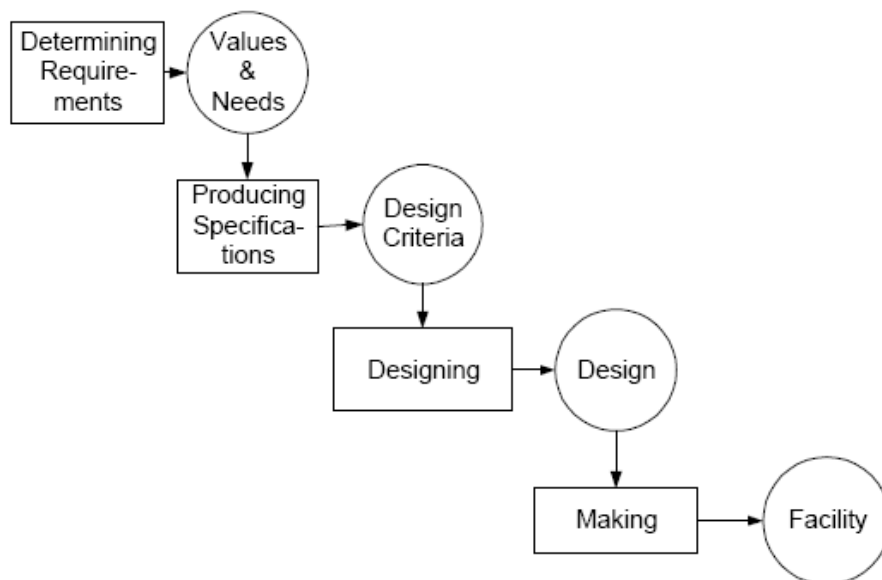 Determining
Require-
ments
Values
&
Needs
Producing
Specifica-
tions
Design
Criteria
Designing
Design
Making
Facility